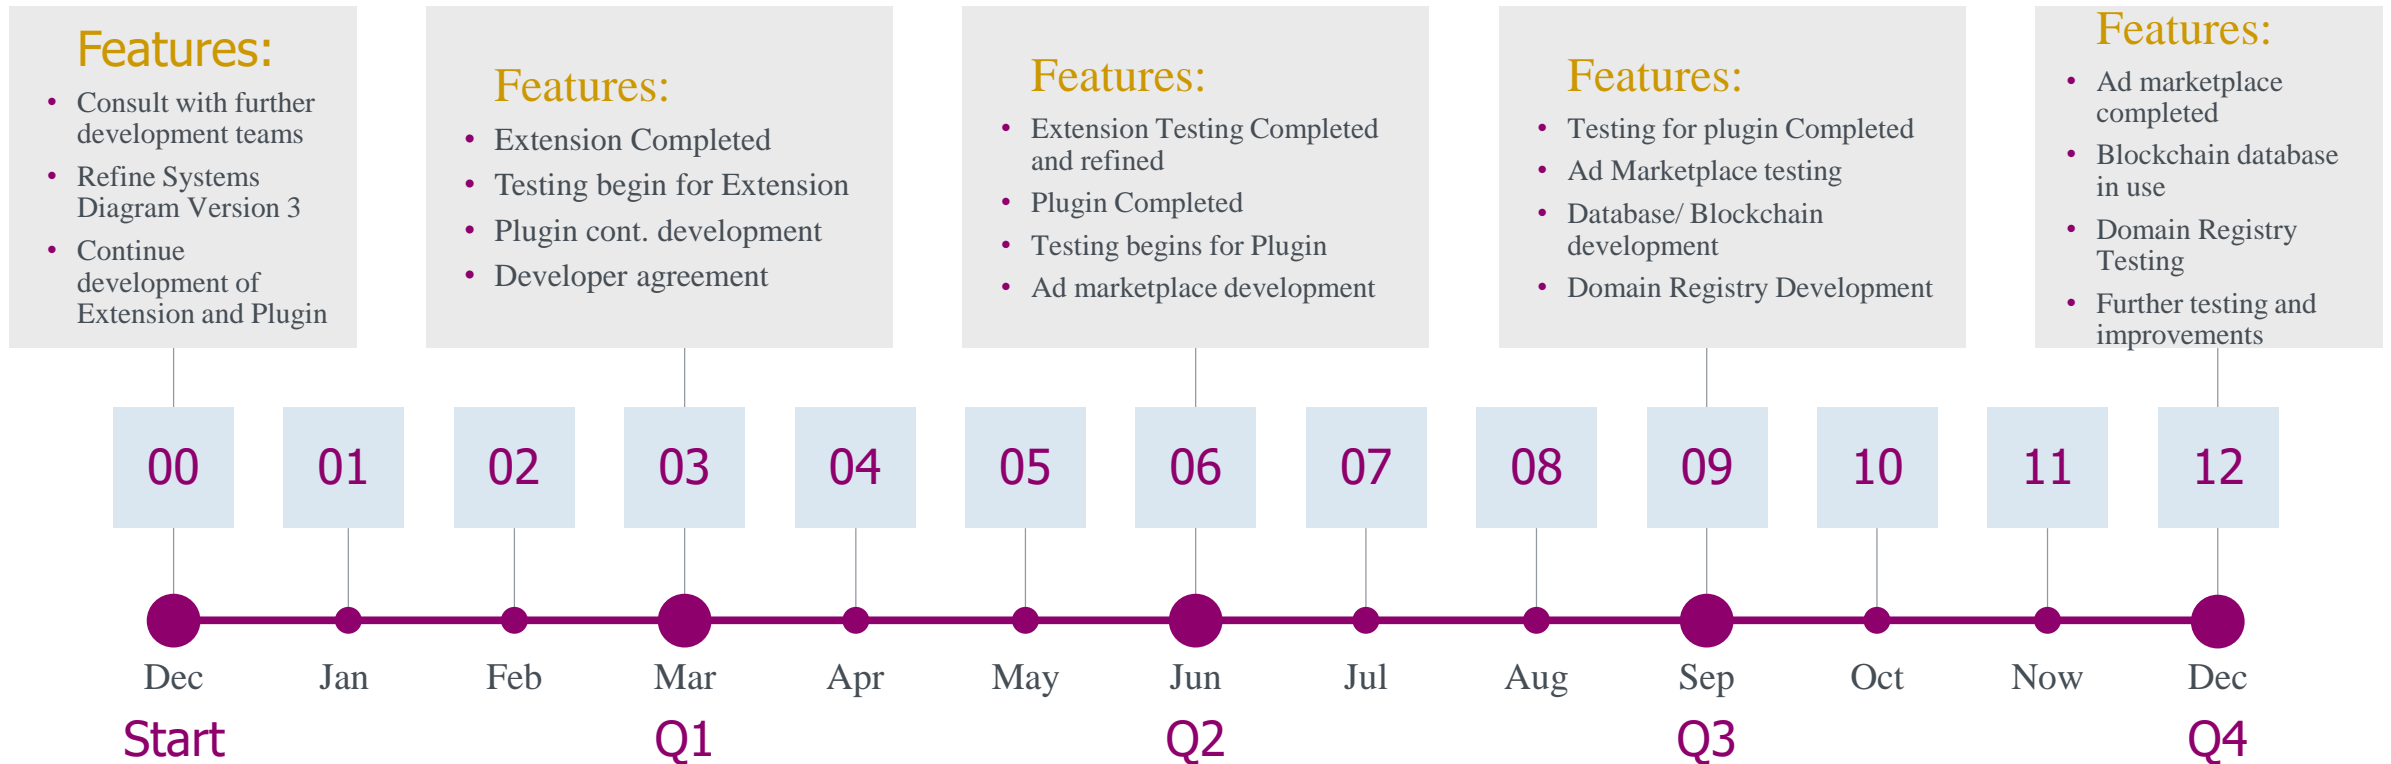 Features:
• Consult with further
development teams
• Refine Systems
Diagram Version 3
• Continue
development of
Extension and Plugin
Features:
• Extension Completed
• Testing begin for Extension
• Plugin cont. development
• Developer agreement
Features:
• Extension Testing Completed
and refined
• Plugin Completed
• Testing begins for Plugin
• Ad marketplace development
Features:
• Testing for plugin Completed
• Ad Marketplace testing
• Database/ Blockchain
development
• Domain Registry Development
Features:
• Ad marketplace
completed
• Blockchain database
in use
• Domain Registry
Testing
• Further testing and
improvements
00 01 02 03 04 05 06 07 08 09 10 11 12
Dec Jan Feb Mar Apr May Jun Jul Aug Sep Oct Now Dec
Start Q1 Q2 Q3 Q4